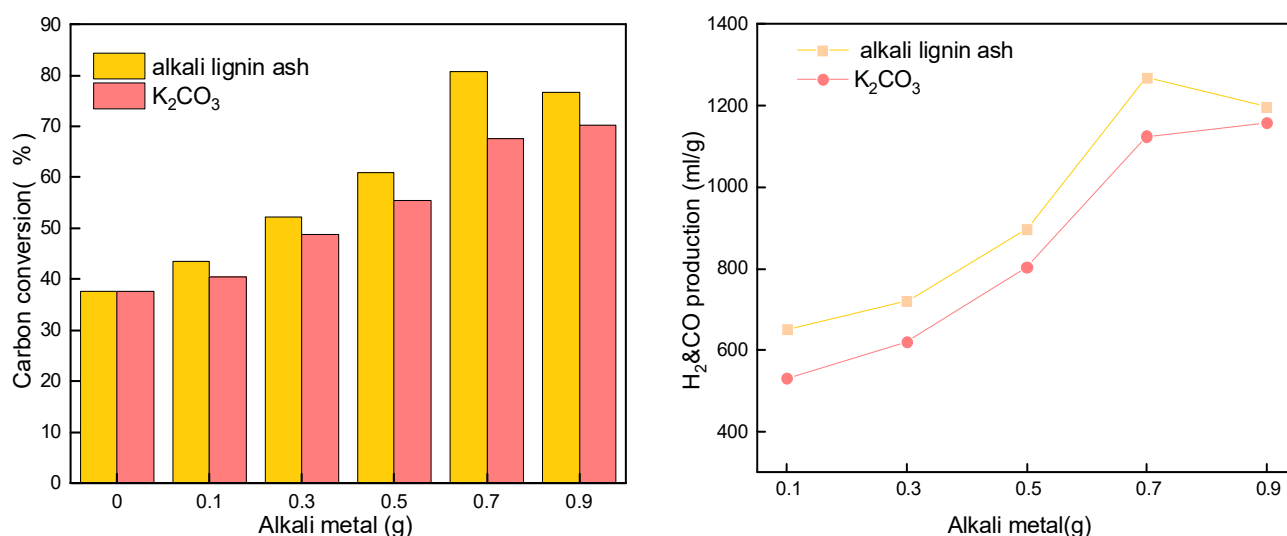 90
80
70
60
50
40
30
20
10
0
Carbon conversion( %)
alkali lignin ash
K₂CO₃
0 0.1 0.3 0.5 0.7 0.9
Alkali metal (g)
1400
1200
1000
800
600
400
H₂&CO production (ml/g)
alkali lignin ash
K₂CO₃
0.1 0.3 0.5 0.7 0.9
Alkali metal(g)